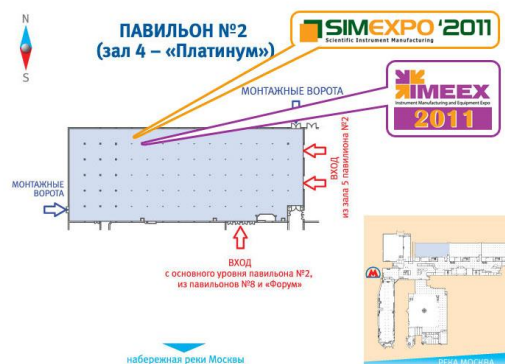 N
S
ПАВИЛЬОН №2
(зал 4 – «Платинум»)
SIMEXPO '2011
Scientific Instrument Manufacturing
IMEEX
Instrument Manufacturing and Equipment Expo
2011
МОНТАЖНЫЕ ВОРОТА
МОНТАЖНЫЕ
ВОРОТА
ВХОД
из зала 5 павилиона №2
ВХОД
с основного уровня павильона №2,
из павильонов №8 и «Форум»
М
набережная реки Москвы
РЕКА МОСКВА